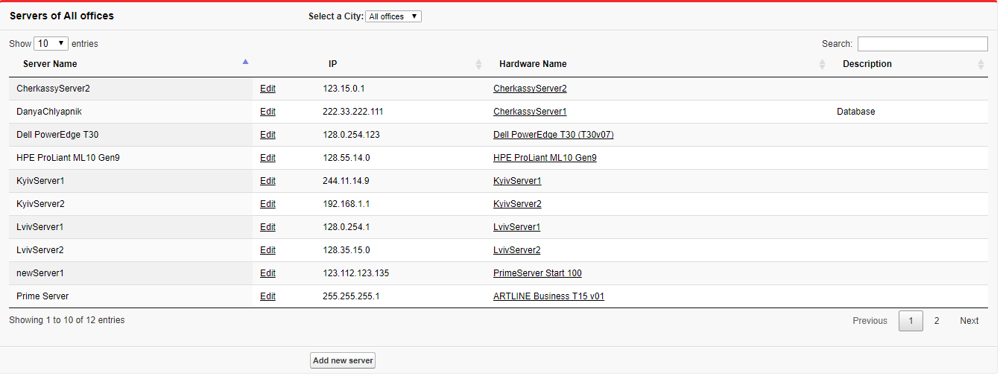 Servers of All offices Select a City: All offices
Show 10 entries Search:
Server Name IP Hardware Name Description
CherkassyServer2 Edit 123.15.0.1 CherkassyServer2
DanyaChlyapnik Edit 222.33.222.111 CherkassyServer1 Database
Dell PowerEdge T30 Edit 128.0.254.123 Dell PowerEdge T30 (T30v07)
HPE ProLiant ML10 Gen9 Edit 128.55.14.0 HPE ProLiant ML10 Gen9
KyivServer1 Edit 244.11.14.9 KyivServer1
KyivServer2 Edit 192.168.1.1 KyivServer2
LvivServer1 Edit 128.0.254.1 LvivServer1
LvivServer2 Edit 128.35.15.0 LvivServer2
newServer1 Edit 123.112.123.135 PrimeServer Start 100
Prime Server Edit 255.255.255.1 ARTLINE Business T15 v01
Showing 1 to 10 of 12 entries Previous 1 2 Next
Add new server